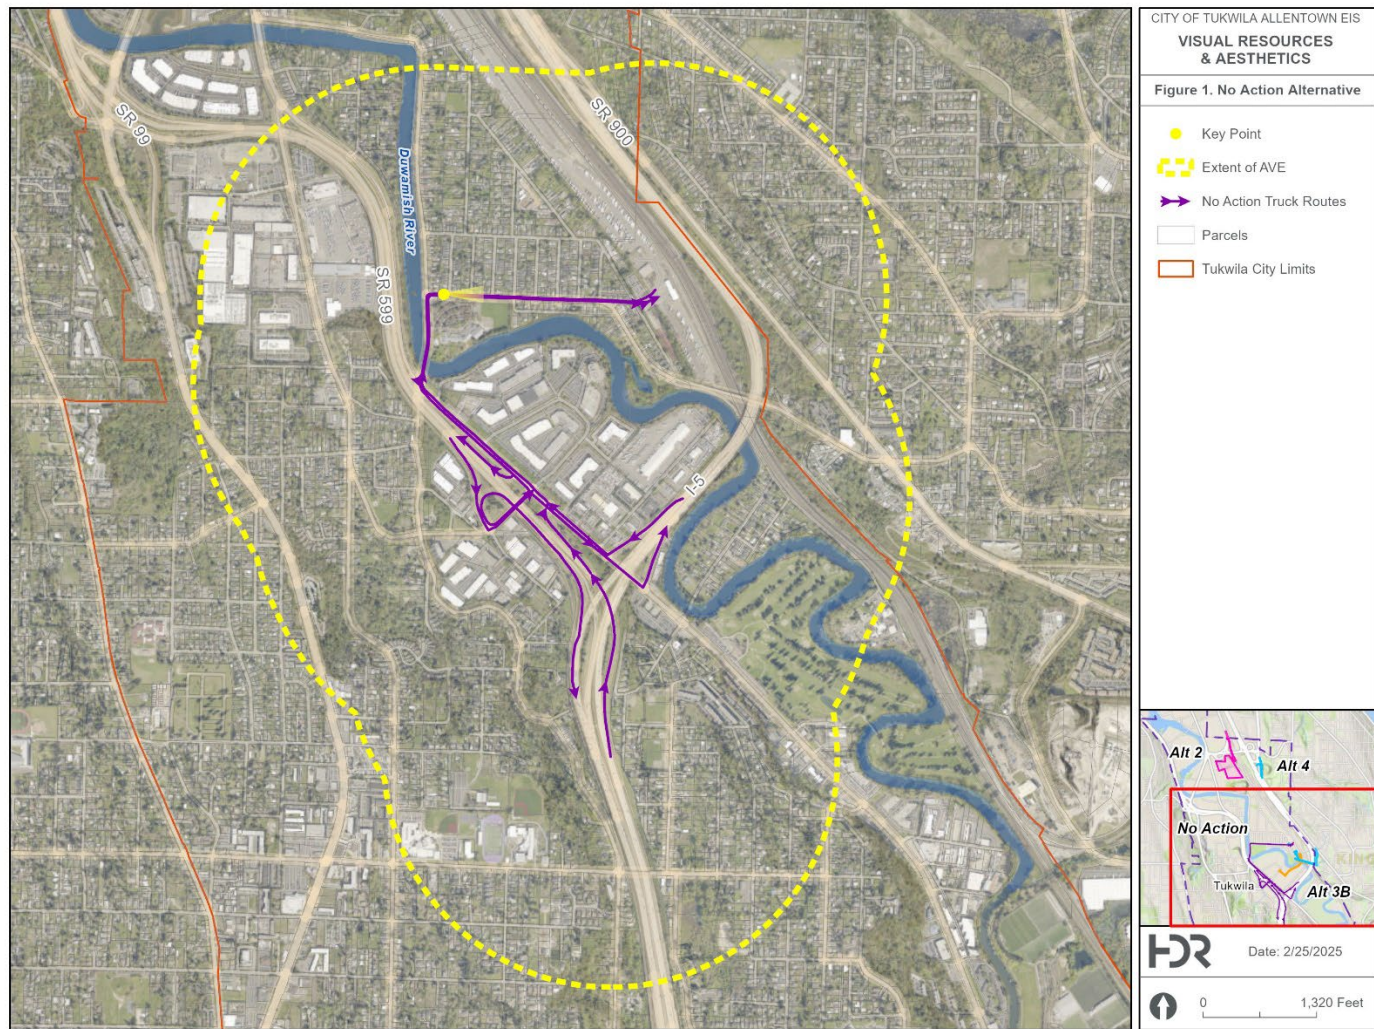 CITY OF TUKWILA ALLENTOWN EIS
VISUAL RESOURCES
& AESTHETICS
Figure 1. No Action Alternative
Key Point
Extent of AVE
No Action Truck Routes
Parcels
Tukwila City Limits
SR 99
SR 900
Duwamish River
SR 599
I-5
Alt 2
Alt 4
No Action
KING
Tukwila
Alt 3B
HDR
Date: 2/25/2025
0 1,320 Feet